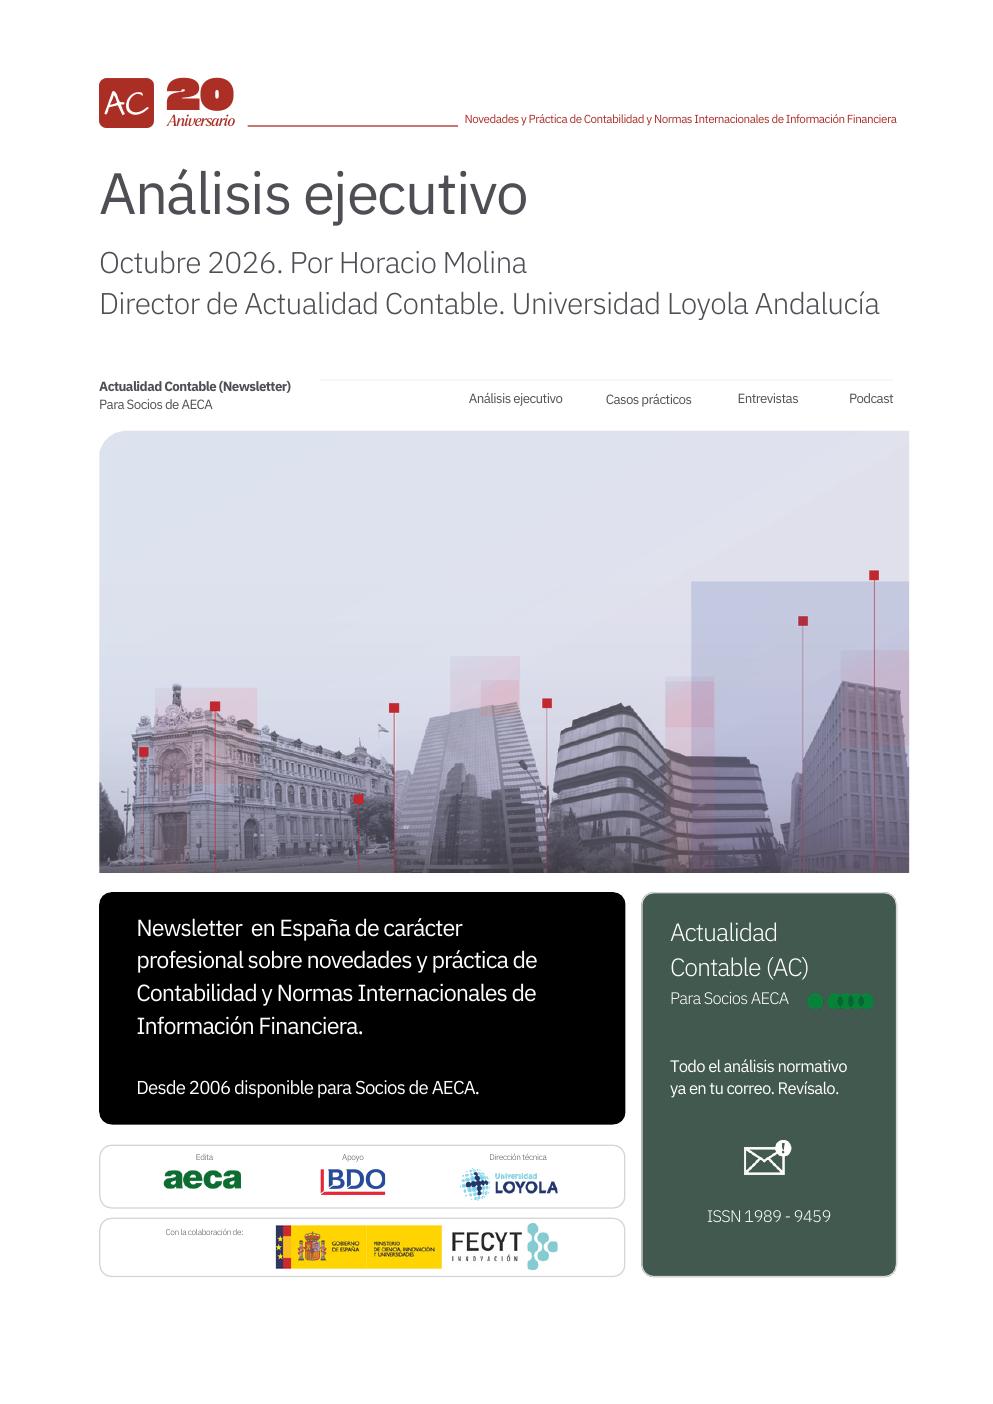 AC
20
Aniversario
Novedades y Práctica de Contabilidad y Normas Internacionales de Información Financiera
Análisis ejecutivo
Octubre 2026. Por Horacio Molina
Director de Actualidad Contable. Universidad Loyola Andalucía
Actualidad Contable (Newsletter)
Para Socios de AECA
Análisis ejecutivo
Casos prácticos
Entrevistas
Podcast
Newsletter en España de carácter
profesional sobre novedades y práctica de
Contabilidad y Normas Internacionales de
Información Financiera.
Desde 2006 disponible para Socios de AECA.
Actualidad
Contable (AC)
Para Socios AECA
Todo el análisis normativo
ya en tu correo. Revísalo.
!
ISSN 1989 - 9459
Edita
aeca
Apoyo
BDO
Dirección técnica
Universidad
LOYOLA
Con la colaboración de:
GOBIERNO
DE ESPAÑA
MINISTERIO
DE CIENCIA, INNOVACIÓN
Y UNIVERSIDADES
FECYT
INNOVACIÓN